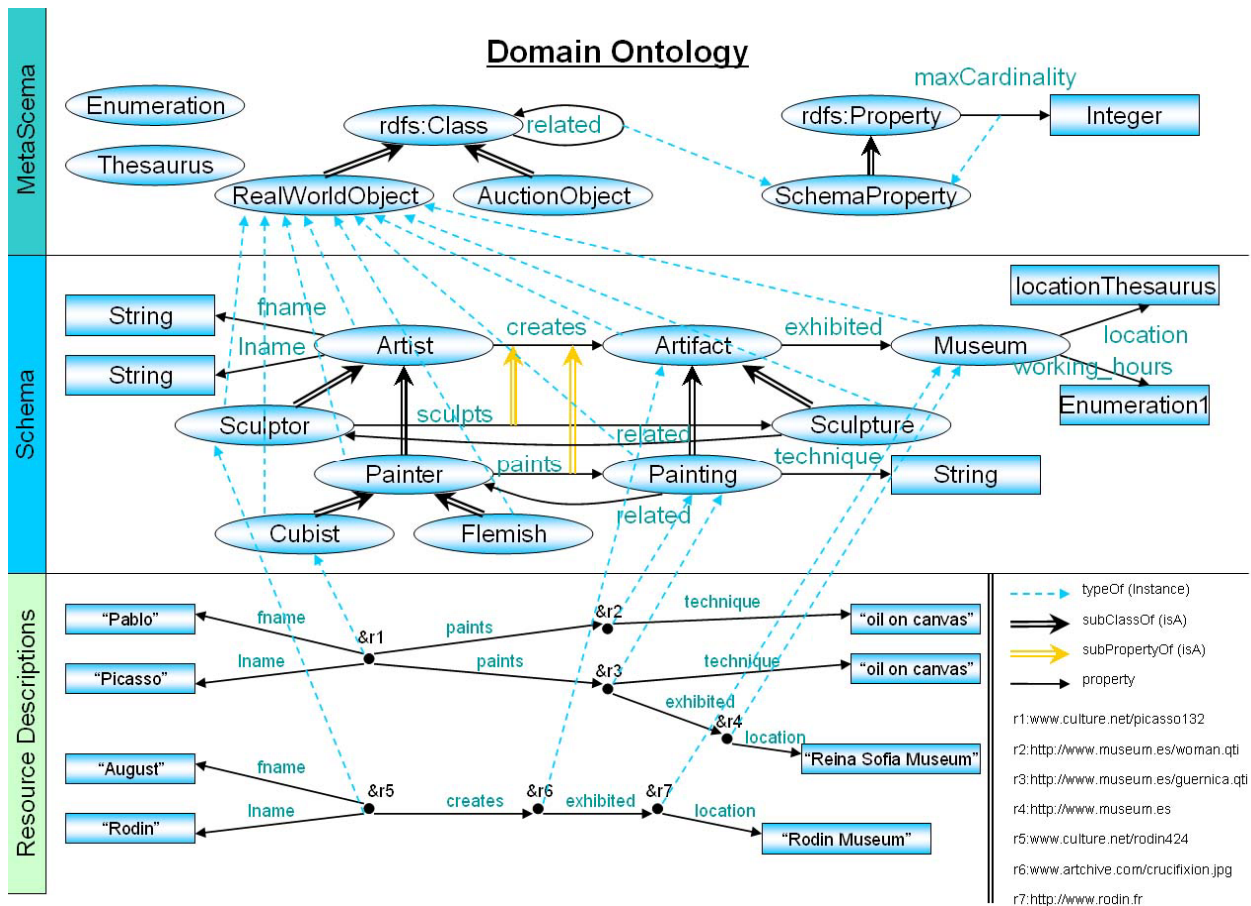 Domain Ontology
MetaScema
Enumeration
Thesaurus
rdfs:Class
related
RealWorldObject
AuctionObject
maxCardinality
rdfs:Property
Integer
SchemaProperty
Schema
String
String
fname
lname
Artist
creates
Artifact
exhibited
Museum
locationThesaurus
location
working_hours
Enumeration1
Sculptor
sculpts
related
Sculpture
Painter
paints
Painting
technique
String
related
Cubist
Flemish
Resource Descriptions
“Pablo”
fname
&r1
paints
&r2
technique
“oil on canvas”
“Picasso”
lname
paints
&r3
technique
“oil on canvas”
exhibited
&r4
location
“Reina Sofia Museum”
“August”
fname
&r5
creates
&r6
exhibited
&r7
“Rodin”
lname
location
“Rodin Museum”
typeOf (Instance)
subClassOf (isA)
subPropertyOf (isA)
property
r1:www.culture.net/picasso132
r2:http://www.museum.es/woman.qti
r3:http://www.museum.es/guernica.qti
r4:http://www.museum.es
r5:www.culture.net/rodin424
r6:www.artchive.com/crucifixion.jpg
r7:http://www.rodin.fr